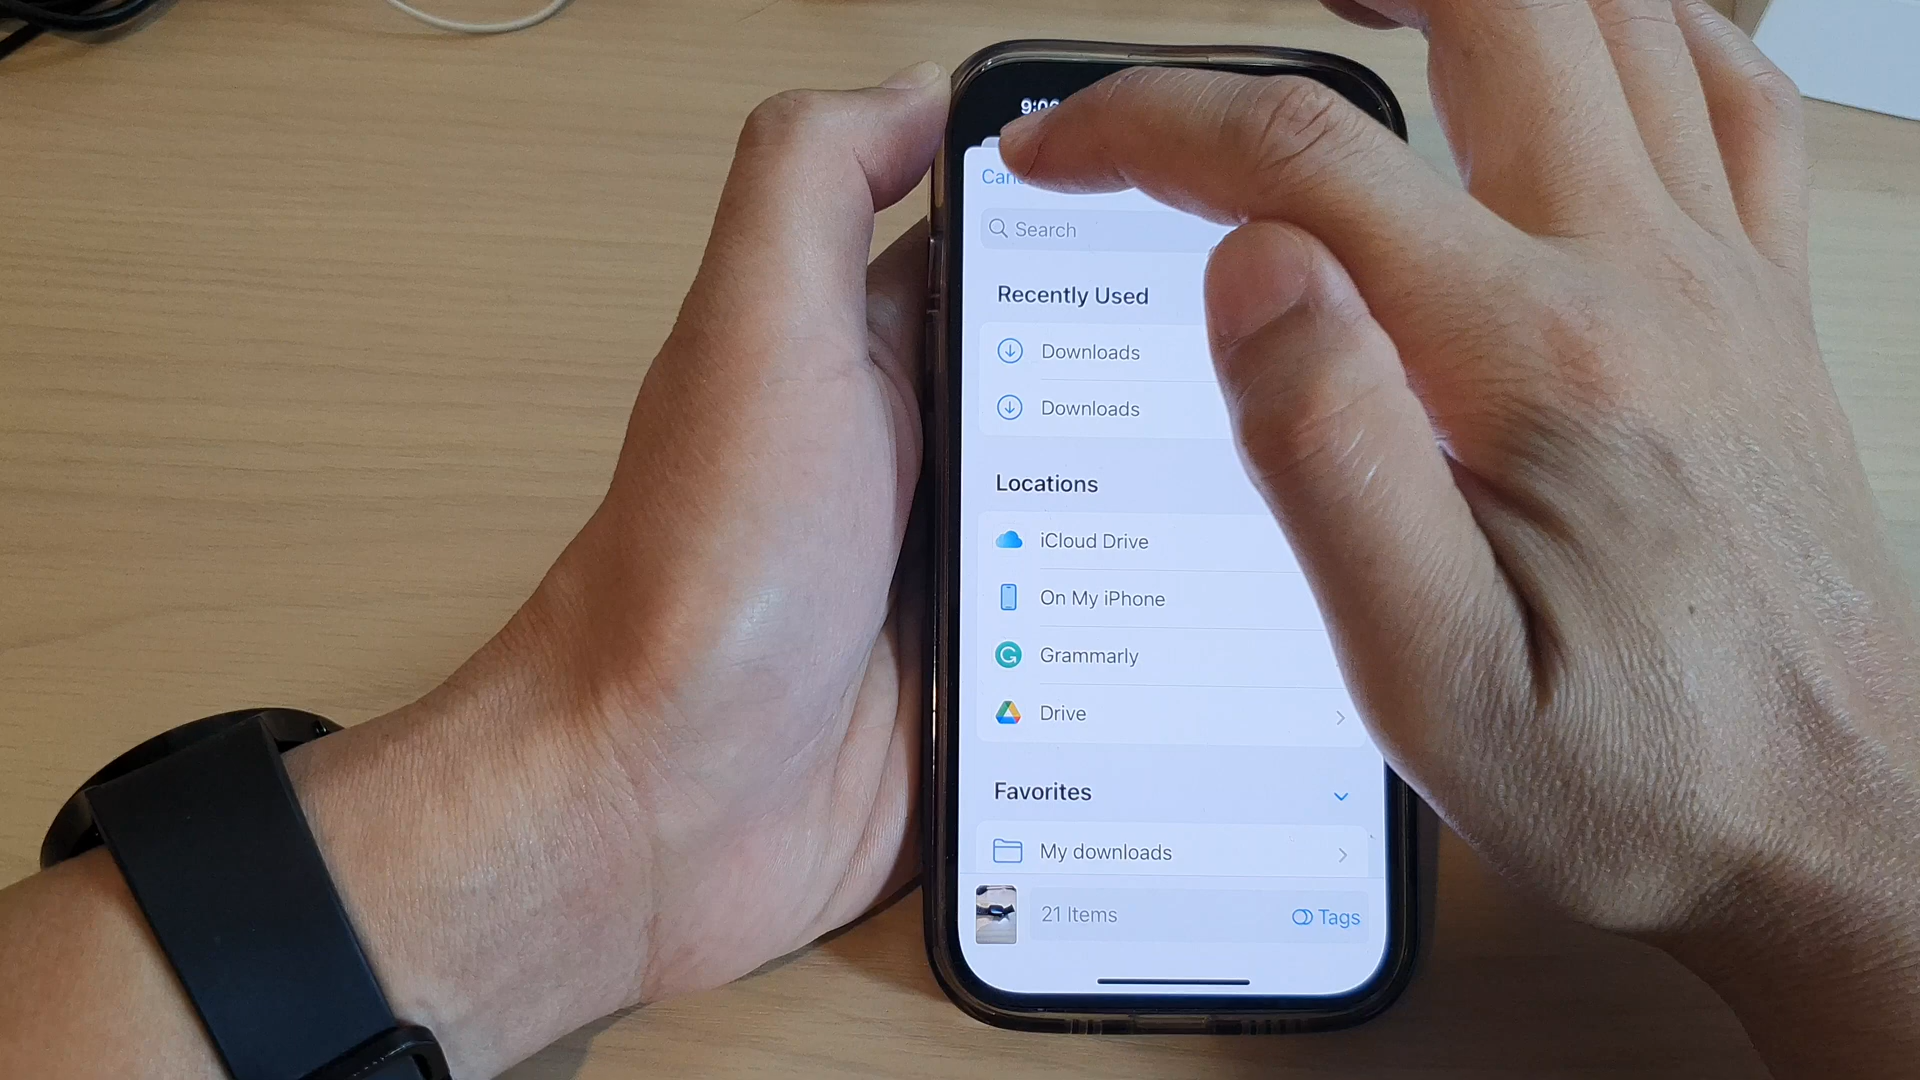 Search
Recently Used
Downloads
Downloads
Locations
iCloud Drive
On My iPhone
Grammarly
Drive
Favorites
My downloads
21 Items
Tags